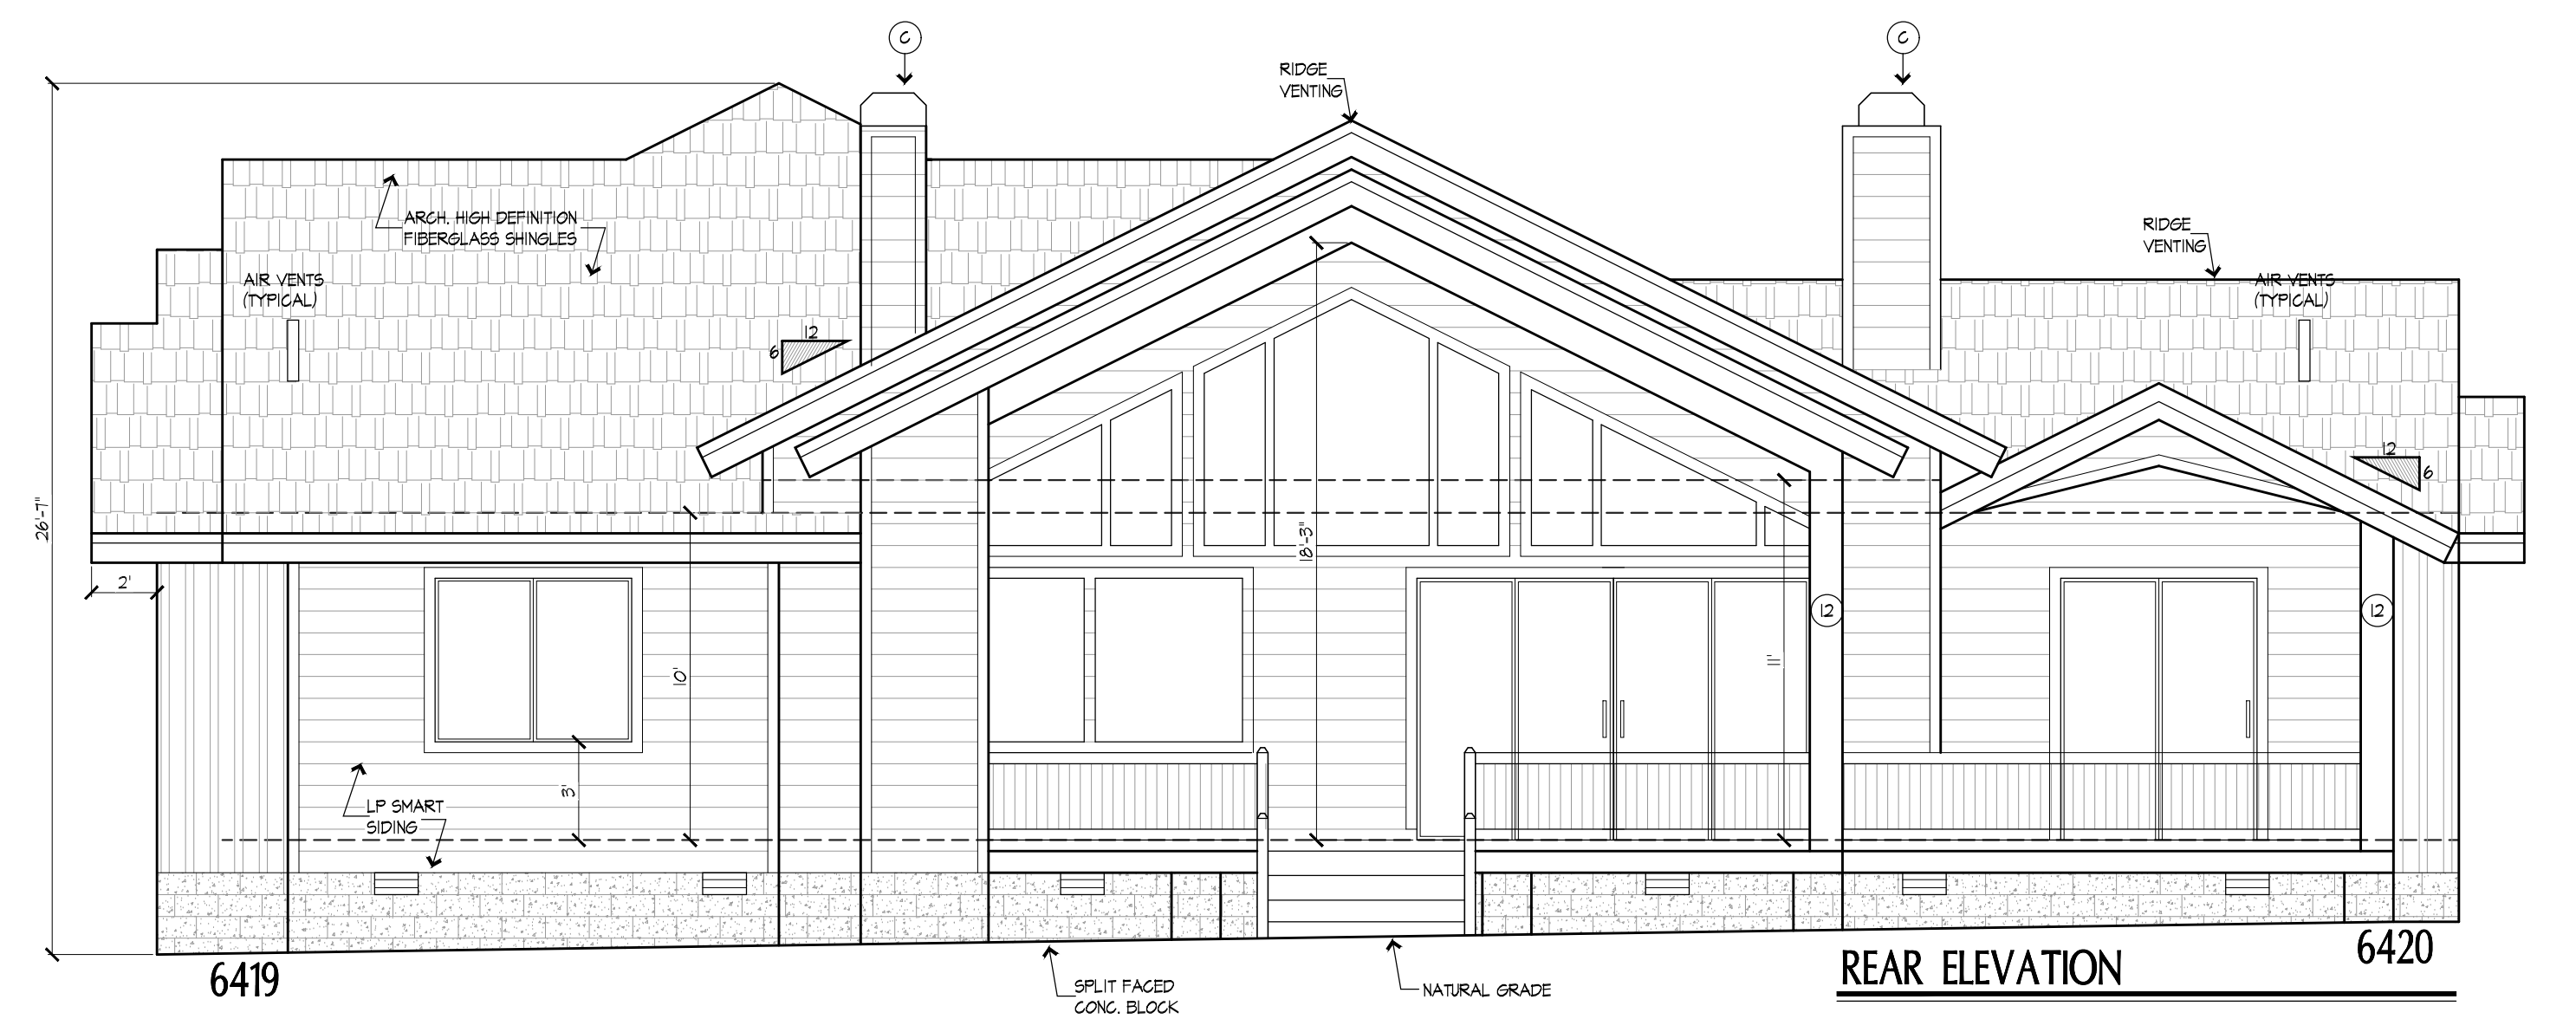 C
C
RIDGE
VENTING
ARCH. HIGH DEFINITION
FIBERGLASS SHINGLES
RIDGE
VENTING
AIR VENTS
(TYPICAL)
AIR VENTS
(TYPICAL)
12
6
12
6
26'-7"
18'-3"
2'
12
12
10'
11'
3'
LP SMART
SIDING
6419
6420
REAR ELEVATION
SPLIT FACED
CONC. BLOCK
NATURAL GRADE